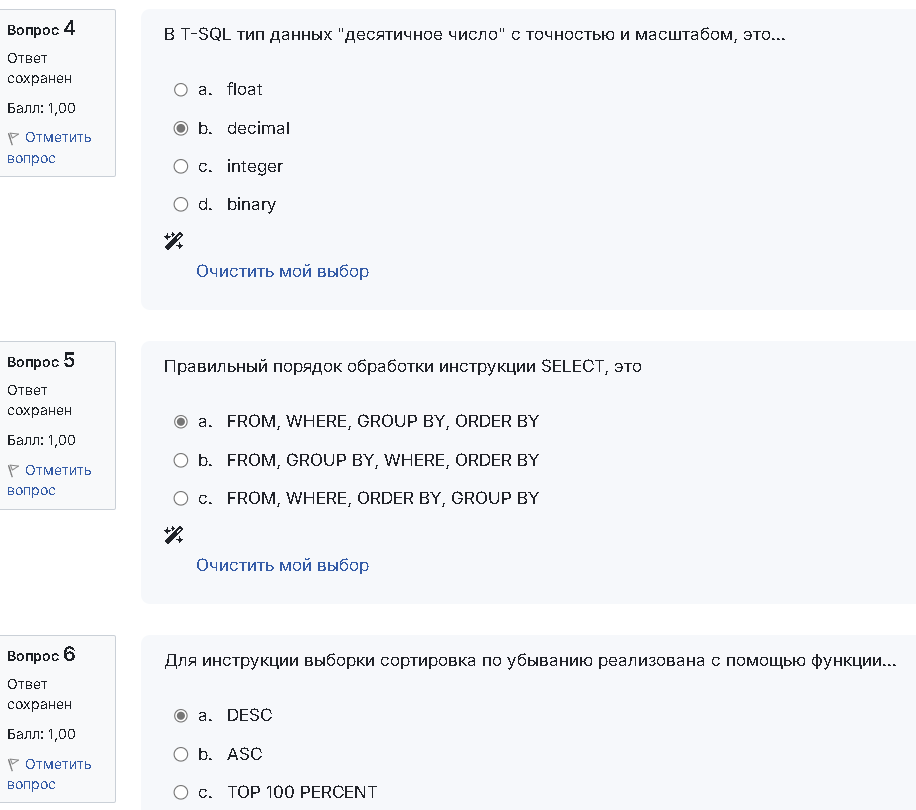 Вопрос 4
Ответ
сохранен
Балл: 1,00
Отметить
вопрос
В T-SQL тип данных "десятичное число" с точностью и масштабом, это...
a. float
b. decimal
c. integer
d. binary
Очистить мой выбор
Вопрос 5
Ответ
сохранен
Балл: 1,00
Отметить
вопрос
Правильный порядок обработки инструкции SELECT, это
a. FROM, WHERE, GROUP BY, ORDER BY
b. FROM, GROUP BY, WHERE, ORDER BY
c. FROM, WHERE, ORDER BY, GROUP BY
Очистить мой выбор
Вопрос 6
Ответ
сохранен
Балл: 1,00
Отметить
вопрос
Для инструкции выборки сортировка по убыванию реализована с помощью функции...
a. DESC
b. ASC
c. TOP 100 PERCENT